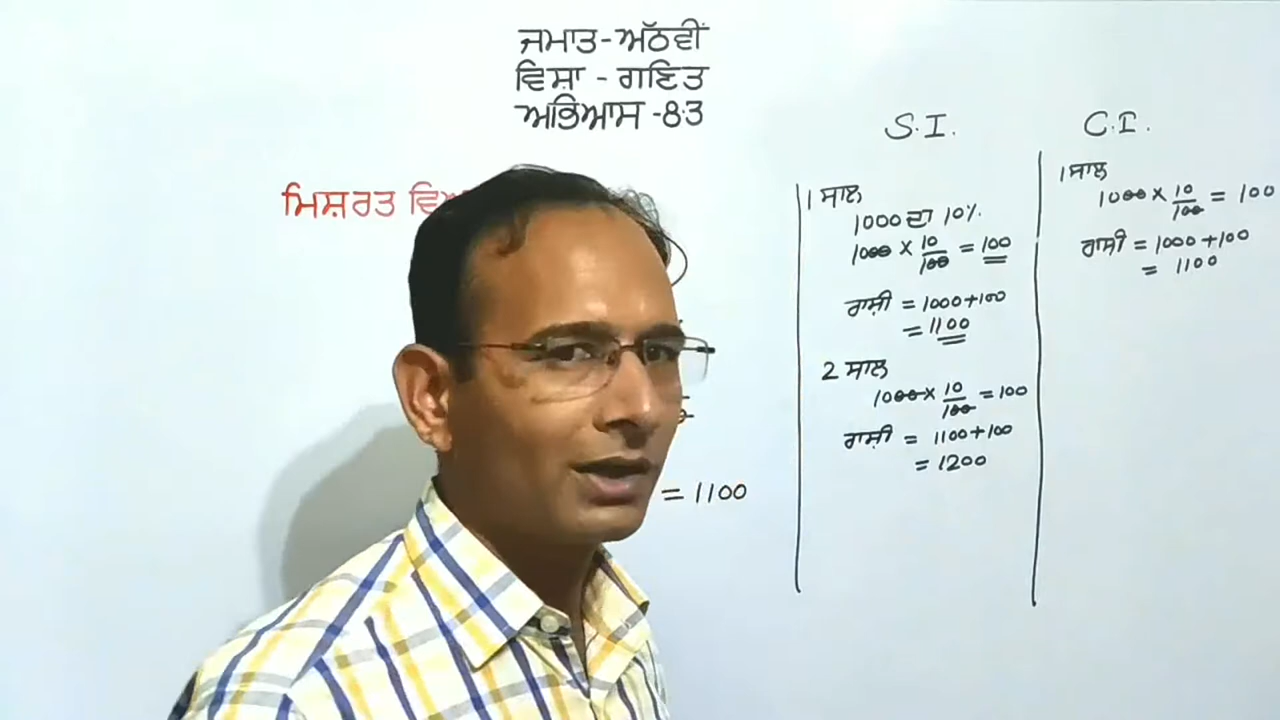 ਜਮਾਤ-ਅੱਠਵੀਂ
ਵਿਸ਼ਾ - ਗਣਿਤ
ਅਭਿਆਸ -8.3
ਮਿਸ਼ਰਤ
= 1100
S.I.
1 ਸਾਲ
1000 ਦਾ 10%.
1000 × 10/100 = 100
ਰਾਸ਼ੀ = 1000+100
= 1100
2 ਸਾਲ
1000 × 10/100 = 100
ਰਾਸ਼ੀ = 1100+100
= 1200
C.I.
1 ਸਾਲ
1000 × 10/100 = 100
ਰਾਸ਼ੀ = 1000 +100
= 1100